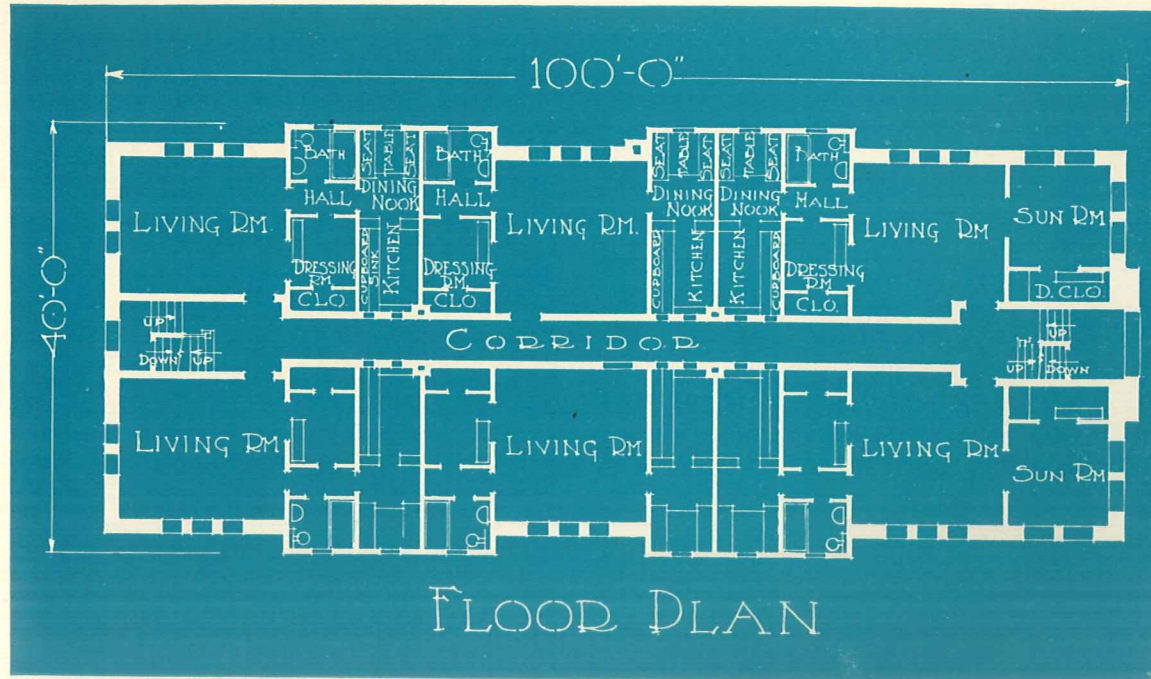 100'-0"
40'-0"
BATH
SEAT
TABLE
SEAT
BATH
SEAT
TABLE
SEAT
SEAT
TABLE
SEAT
BATH
HALL
DINING
NOOK
HALL
DINING
NOOK
DINING
NOOK
HALL
LIVING RM.
LIVING RM.
LIVING RM
SUN RM
DRESSING
RM
CLO.
CUPBOARD
SINK
KITCHEN
DRESSING
RM.
CLO.
CUPBOARD
KITCHEN
KITCHEN
CUPBOARD
DRESSING
RM
CLO.
D. CLO.
UP
DOWN
UP
CORRIDOR
UP
UP
DOWN
LIVING RM
LIVING RM
LIVING RM
SUN RM
FLOOR PLAN